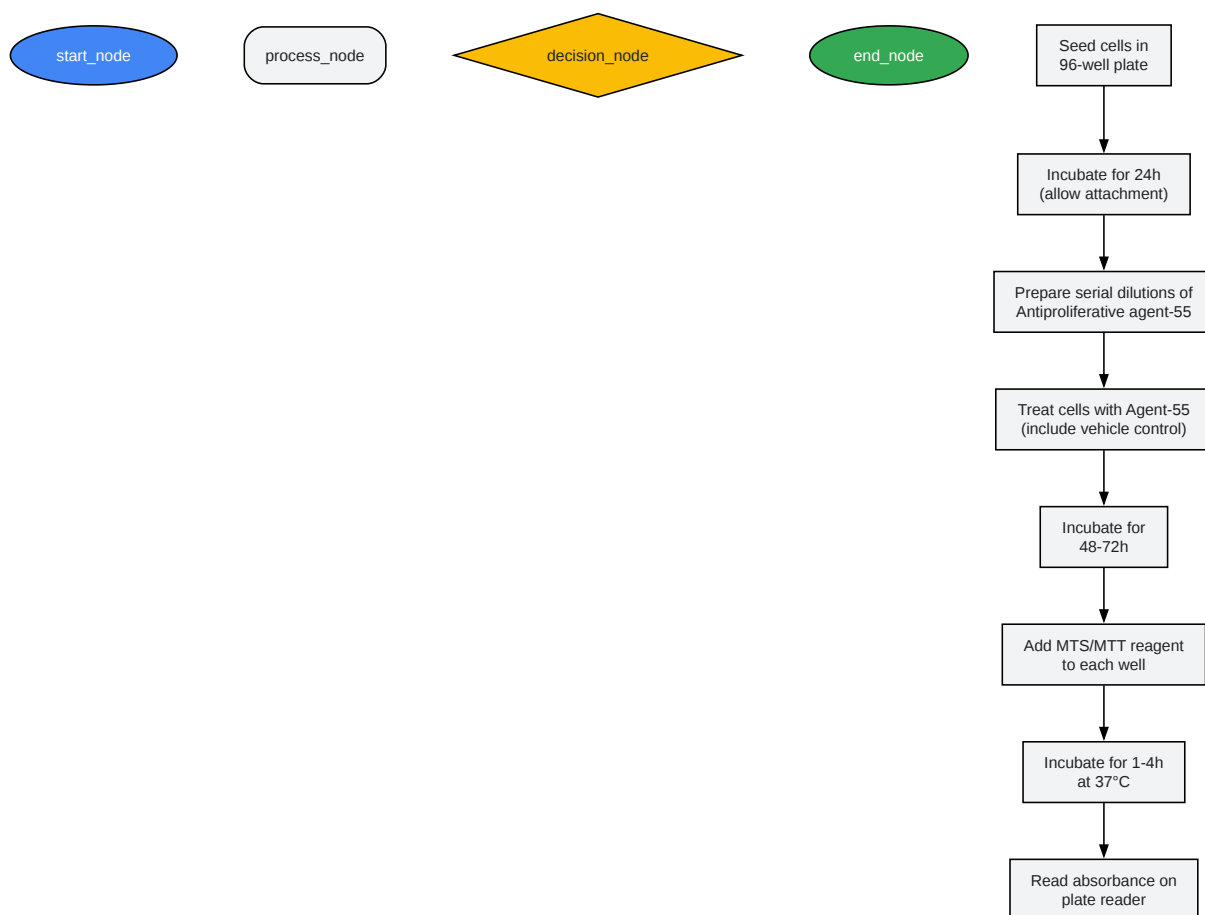 start_node
process_node
decision_node
end_node
Seed cells in
96-well plate
Incubate for 24h
(allow attachment)
Prepare serial dilutions of
Antiproliferative agent-55
Treat cells with Agent-55
(include vehicle control)
Incubate for
48-72h
Add MTS/MTT reagent
to each well
Incubate for 1-4h
at 37°C
Read absorbance on
plate reader